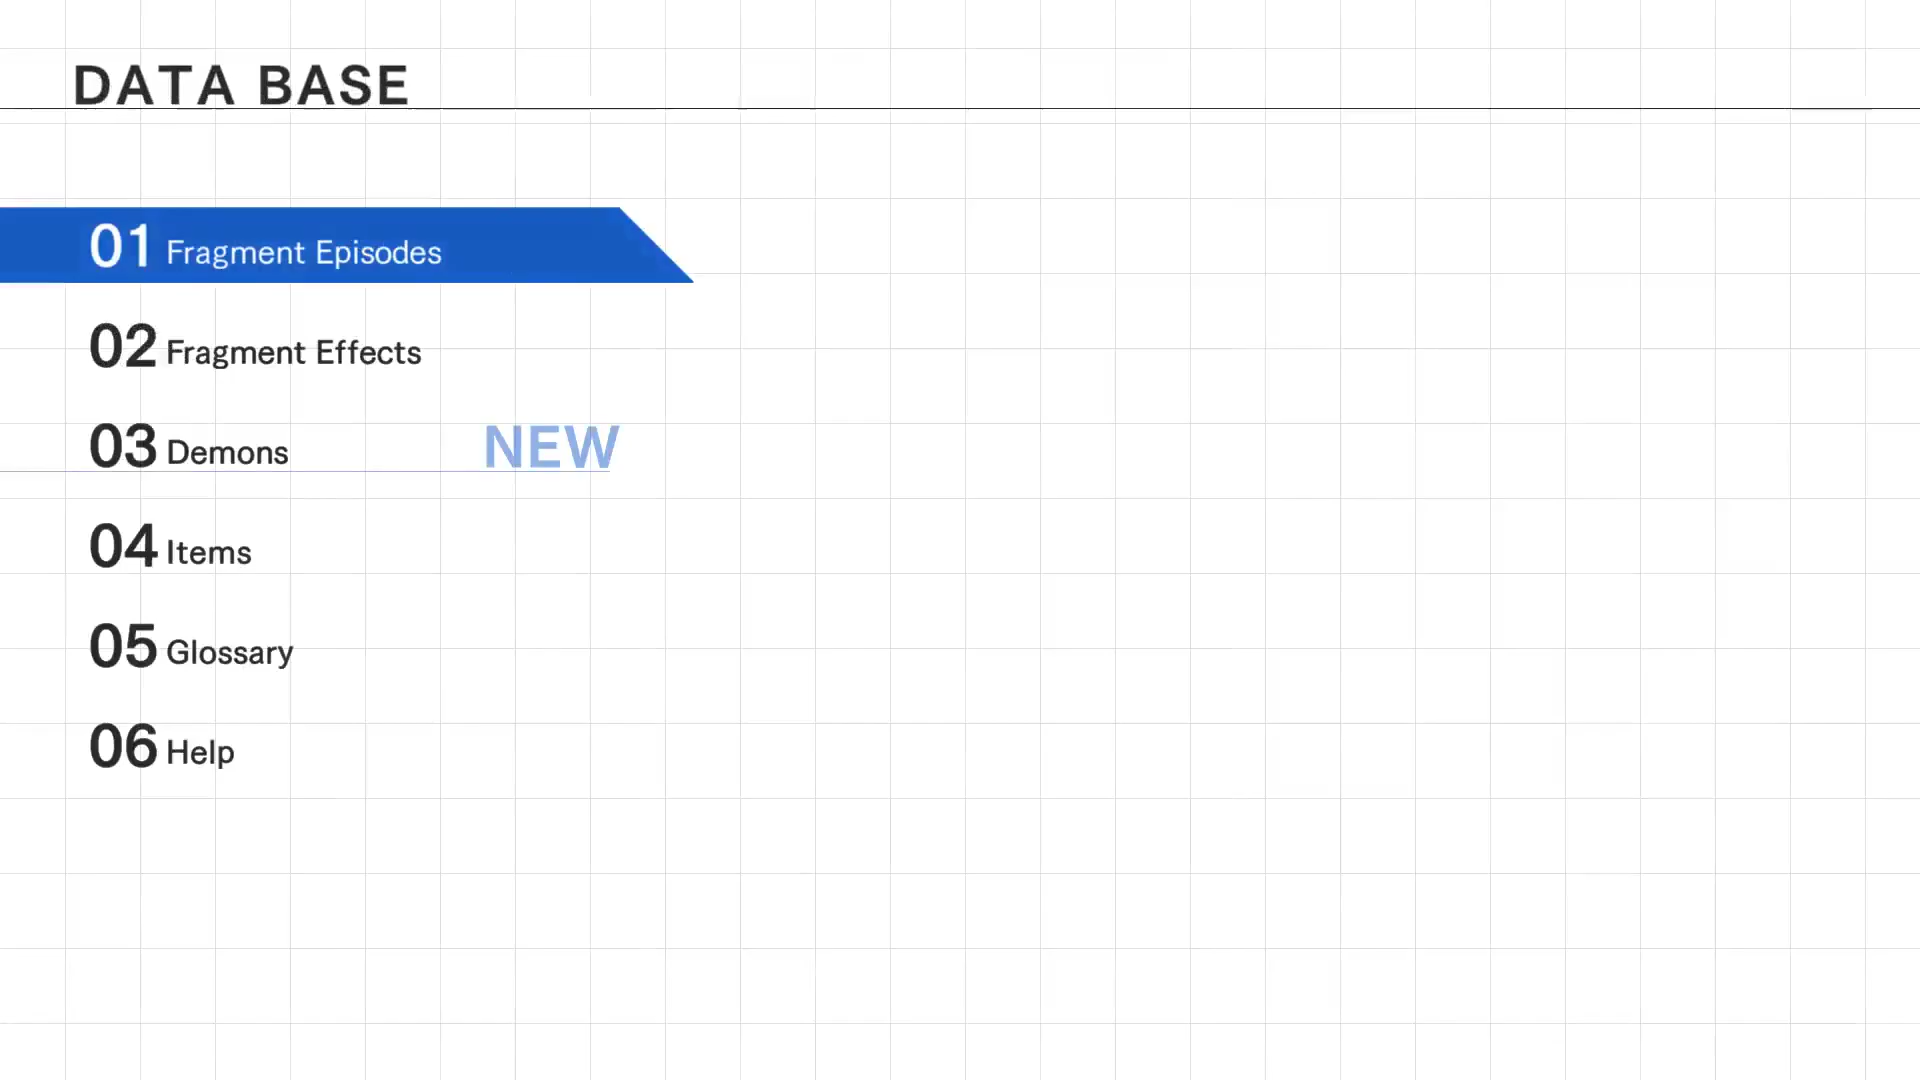 DATA BASE
01 Fragment Episodes
02 Fragment Effects
03 Demons NEW
04 Items
05 Glossary
06 Help